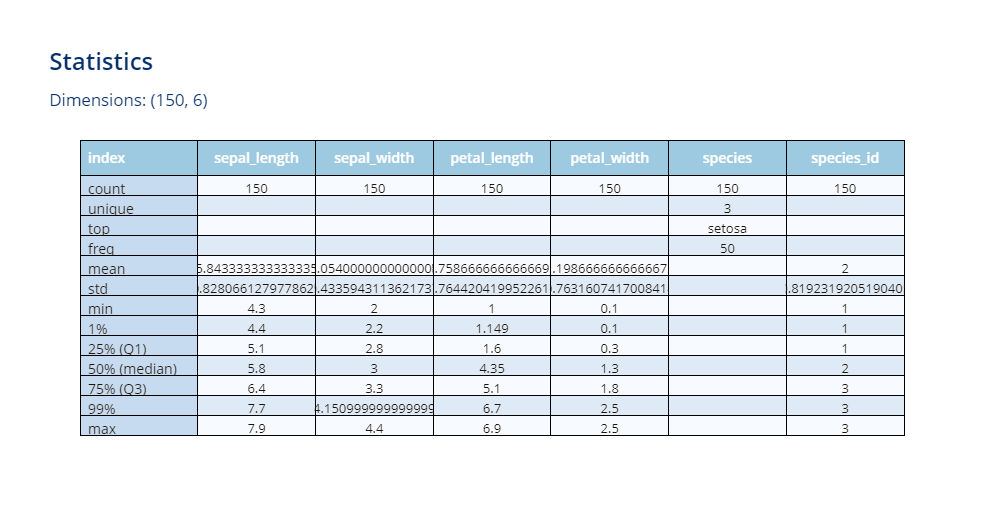 Statistics
Dimensions: (150, 6)
index sepal_length sepal_width petal_length petal_width species species_id
count 150 150 150 150 150 150
unique 3
top setosa
freq 50
mean 5.843333333333335 .054000000000000 .758666666666669 .198666666666667 2
std .828066127977862 .433594311362173 .764420419952261 .763160741700841 .819231920519040
min 4.3 2 1 0.1 1
1% 4.4 2.2 1.149 0.1 1
25% (Q1) 5.1 2.8 1.6 0.3 1
50% (median) 5.8 3 4.35 1.3 2
75% (Q3) 6.4 3.3 5.1 1.8 3
99% 7.7 4.150999999999999 6.7 2.5 3
max 7.9 4.4 6.9 2.5 3